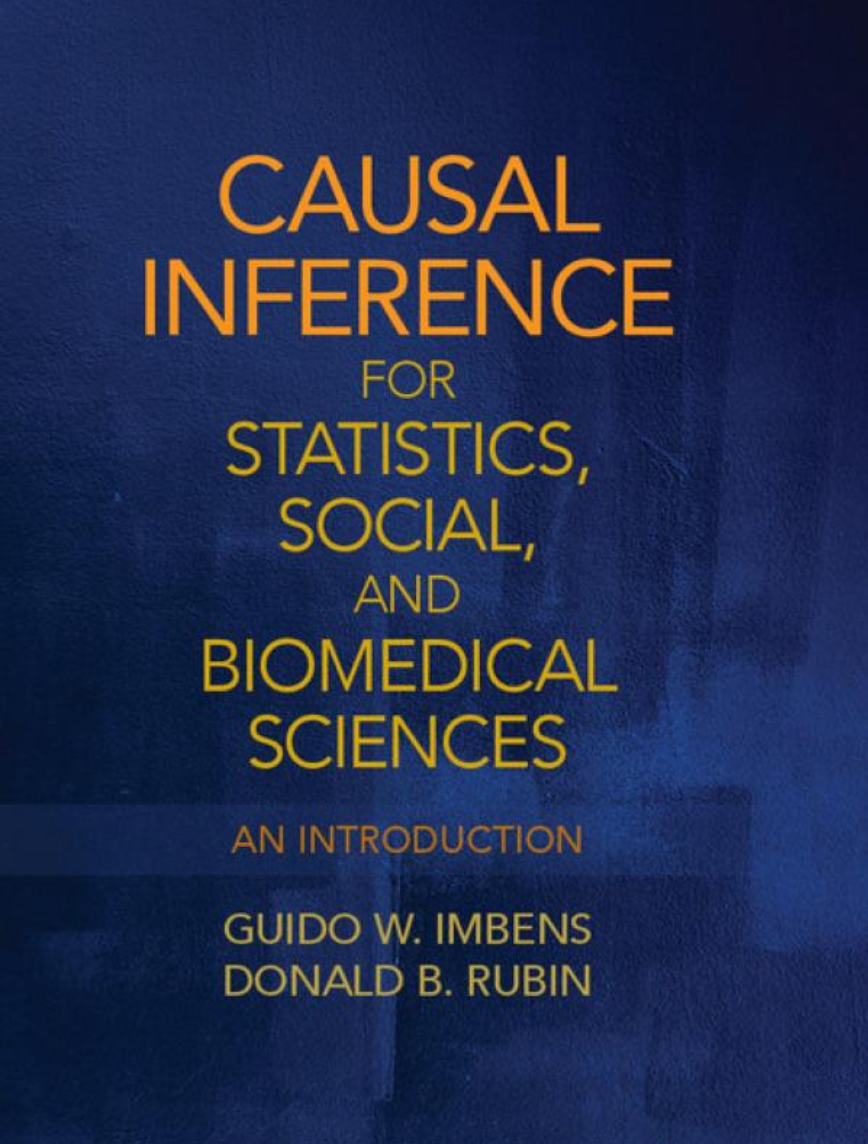 CAUSAL
INFERENCE
FOR
STATISTICS,
SOCIAL,
AND
BIOMEDICAL
SCIENCES
AN INTRODUCTION
GUIDO W. IMBENS
DONALD B. RUBIN